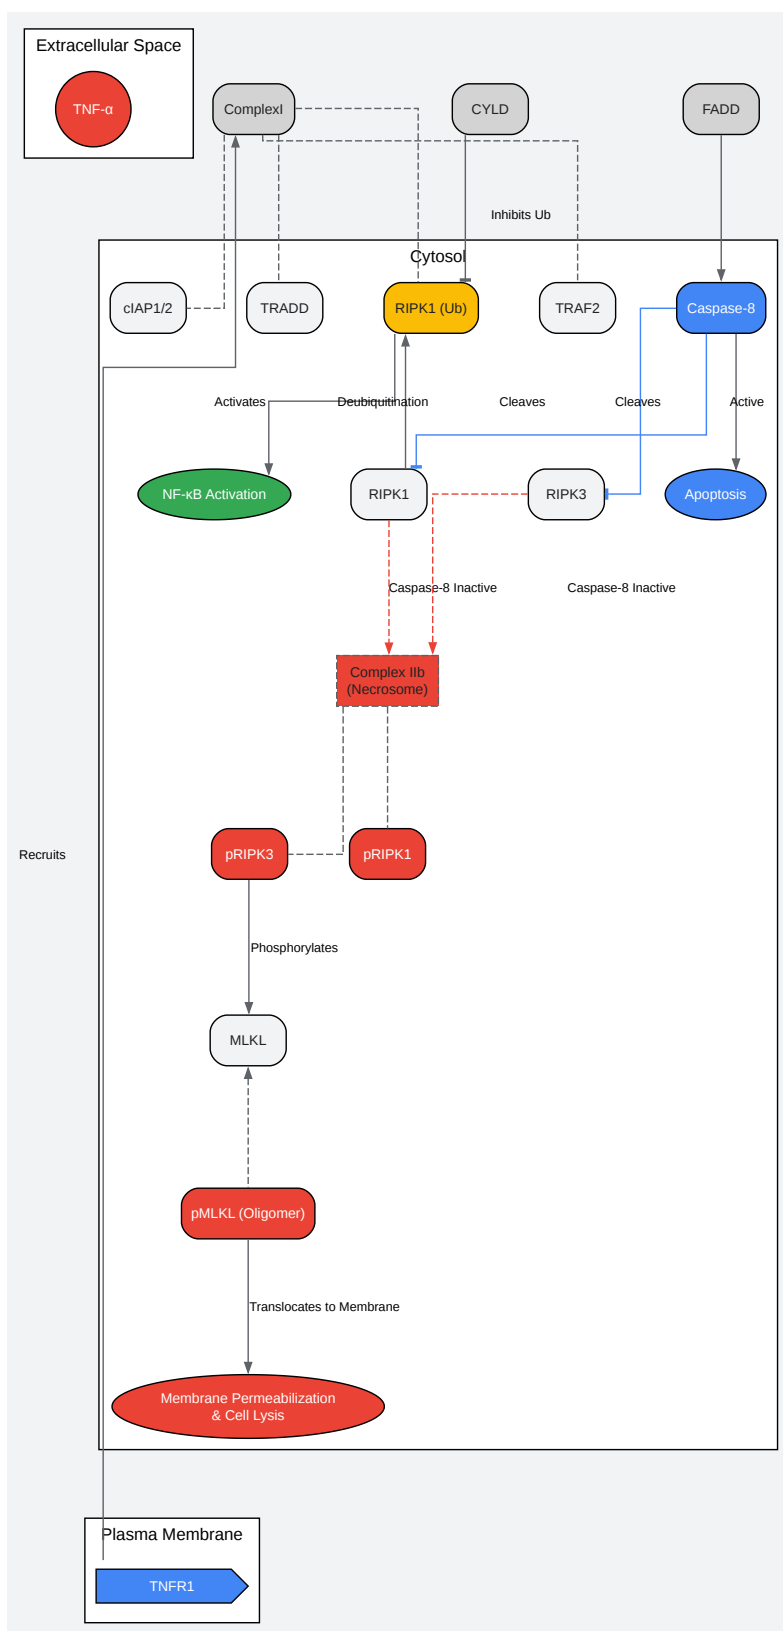 Extracellular Space
TNF-α
ComplexI
CYLD
FADD
Inhibits Ub
Cytosol
cIAP1/2
TRADD
RIPK1 (Ub)
TRAF2
Caspase-8
Activates
Deubiquitination
Cleaves
Cleaves
Active
NF-κB Activation
RIPK1
RIPK3
Apoptosis
Caspase-8 Inactive
Caspase-8 Inactive
Complex IIb
(Necrosome)
Recruits
pRIPK3
pRIPK1
Phosphorylates
MLKL
pMLKL (Oligomer)
Translocates to Membrane
Membrane Permeabilization
& Cell Lysis
Plasma Membrane
TNFR1